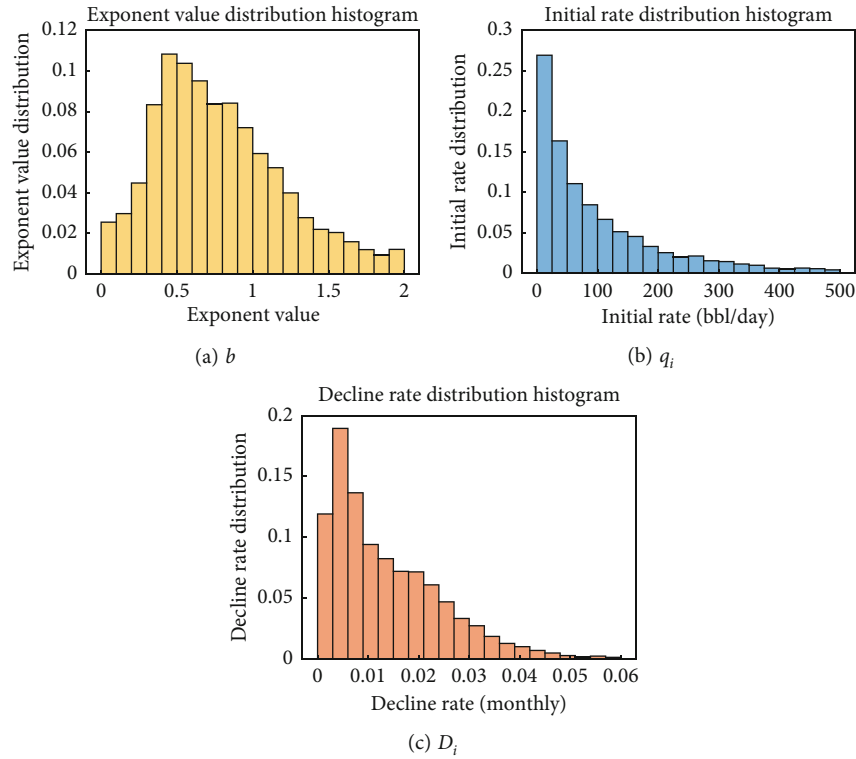 Exponent value distribution histogram
0.12
0.1
0.08
0.06
0.04
0.02
0
Exponent value distribution
0 0.5 1 1.5 2
Exponent value
(a) b
Initial rate distribution histogram
0.3
0.25
0.2
0.15
0.1
0.05
0
Initial rate distribution
0 100 200 300 400 500
Initial rate (bbl/day)
(b) qi
Decline rate distribution histogram
0.2
0.15
0.1
0.05
0
Decline rate distribution
0 0.01 0.02 0.03 0.04 0.05 0.06
Decline rate (monthly)
(c) Di